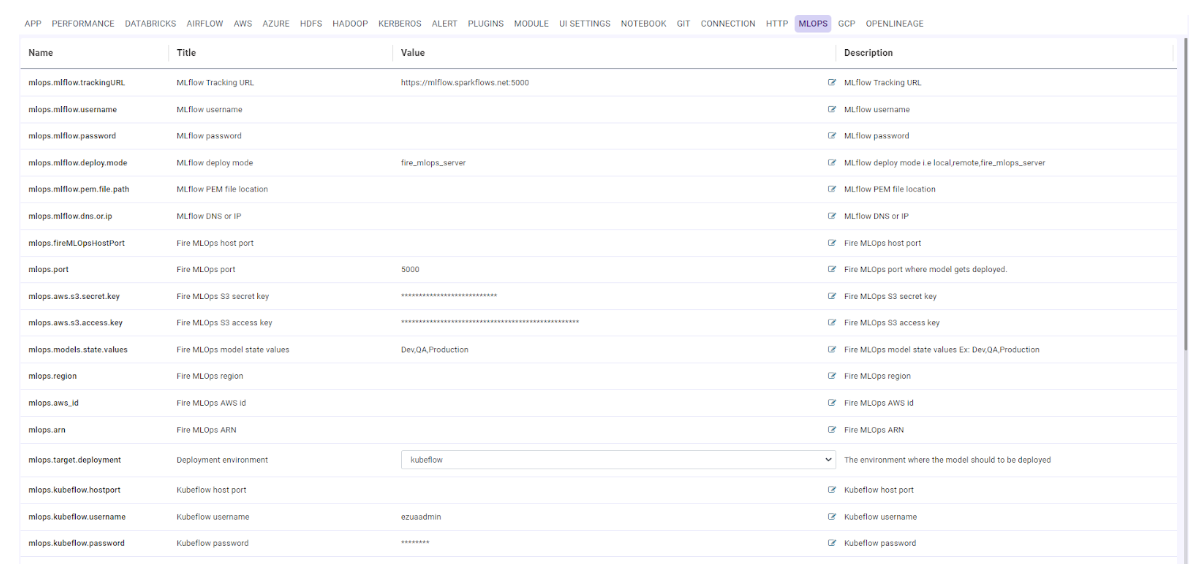 APP PERFORMANCE DATABRICKS AIRFLOW AWS AZURE HDFS HADOOP KERBEROS ALERT PLUGINS MODULE UI SETTINGS NOTEBOOK GIT CONNECTION HTTP MLOPS GCP OPENLINEAGE
Name Title Value Description
mlops.mlflow.trackingURL MLflow Tracking URL https://mlflow.sparkflows.net:5000 MLflow Tracking URL
mlops.mlflow.username MLflow username MLflow username
mlops.mlflow.password MLflow password MLflow password
mlops.mlflow.deploy.mode MLflow deploy mode fire_mlops_server MLflow deploy mode i.e local,remote,fire_mlops_server
mlops.mlflow.pem.file.path MLflow PEM file location MLflow PEM file location
mlops.mlflow.dns.or.ip MLflow DNS or IP MLflow DNS or IP
mlops.fireMLOpsHostPort Fire MLOps host port Fire MLOps host port
mlops.port Fire MLOps port 5000 Fire MLOps port where model gets deployed.
mlops.aws.s3.secret.key Fire MLOps S3 secret key *************************** Fire MLOps S3 secret key
mlops.aws.s3.access.key Fire MLOps S3 access key ************************************************** Fire MLOps S3 access key
mlops.models.state.values Fire MLOps model state values Dev,QA,Production Fire MLOps model state values Ex: Dev,QA,Production
mlops.region Fire MLOps region Fire MLOps region
mlops.aws_id Fire MLOps AWS id Fire MLOps AWS id
mlops.arn Fire MLOps ARN Fire MLOps ARN
mlops.target.deployment Deployment environment kubeflow The environment where the model should to be deployed
mlops.kubeflow.hostport Kubeflow host port Kubeflow host port
mlops.kubeflow.username Kubeflow username ezuaadmin Kubeflow username
mlops.kubeflow.password Kubeflow password ******** Kubeflow password